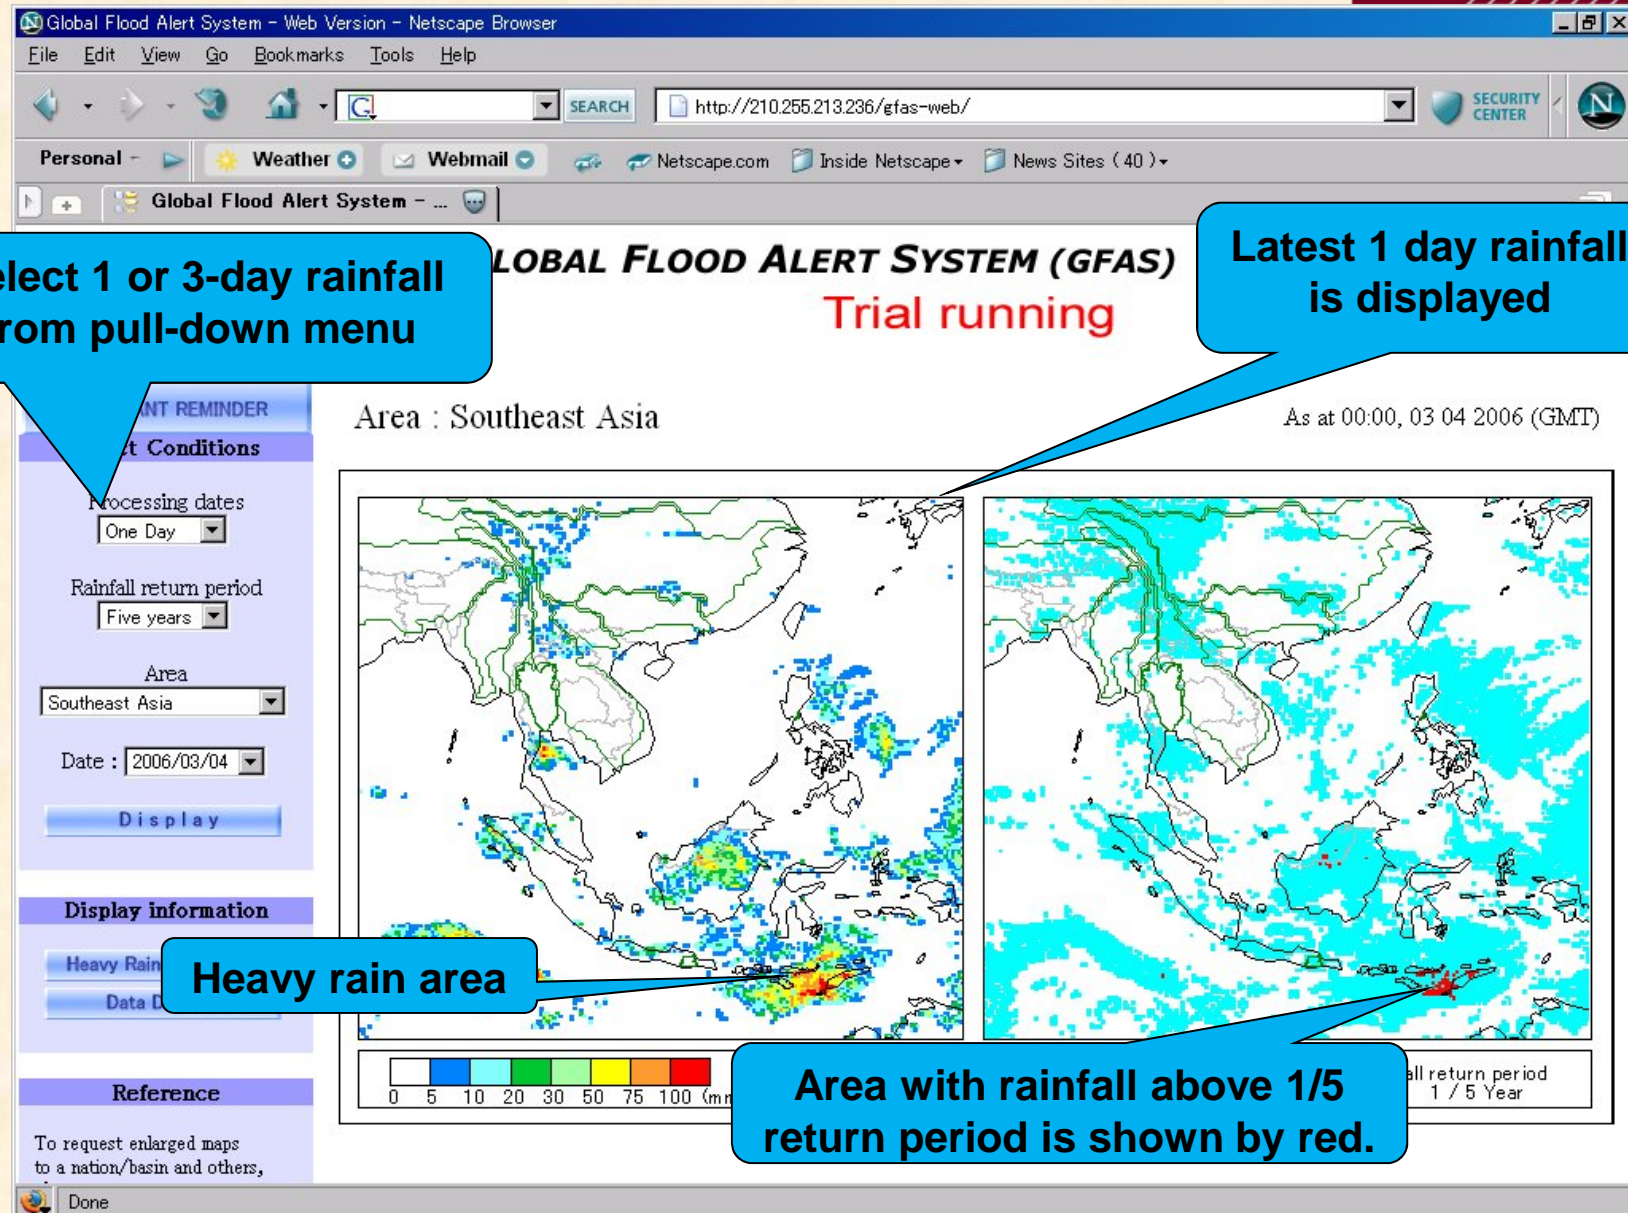 Global Flood Alert System - Web Version - Netscape Browser
File Edit View Go Bookmarks Tools Help
SEARCH http://210.255.213.236/gfas-web/ SECURITY CENTER
Personal Weather Webmail Netscape.com Inside Netscape News Sites (40)
Global Flood Alert System - ...
elect 1 or 3-day rainfall
rom pull-down menu
LOBAL FLOOD ALERT SYSTEM (GFAS)
Trial running
Latest 1 day rainfall
is displayed
ANT REMINDER
Area : Southeast Asia
As at 00:00, 03 04 2006 (GMT)
t Conditions
Processing dates
One Day
Rainfall return period
Five years
Area
Southeast Asia
Date : 2006/03/04
Display
Display information
Heavy Rain
Data D
Heavy rain area
0 5 10 20 30 50 75 100 (m
Area with rainfall above 1/5
return period is shown by red.
all return period
1 / 5 Year
Reference
To request enlarged maps
to a nation/basin and others,
Done